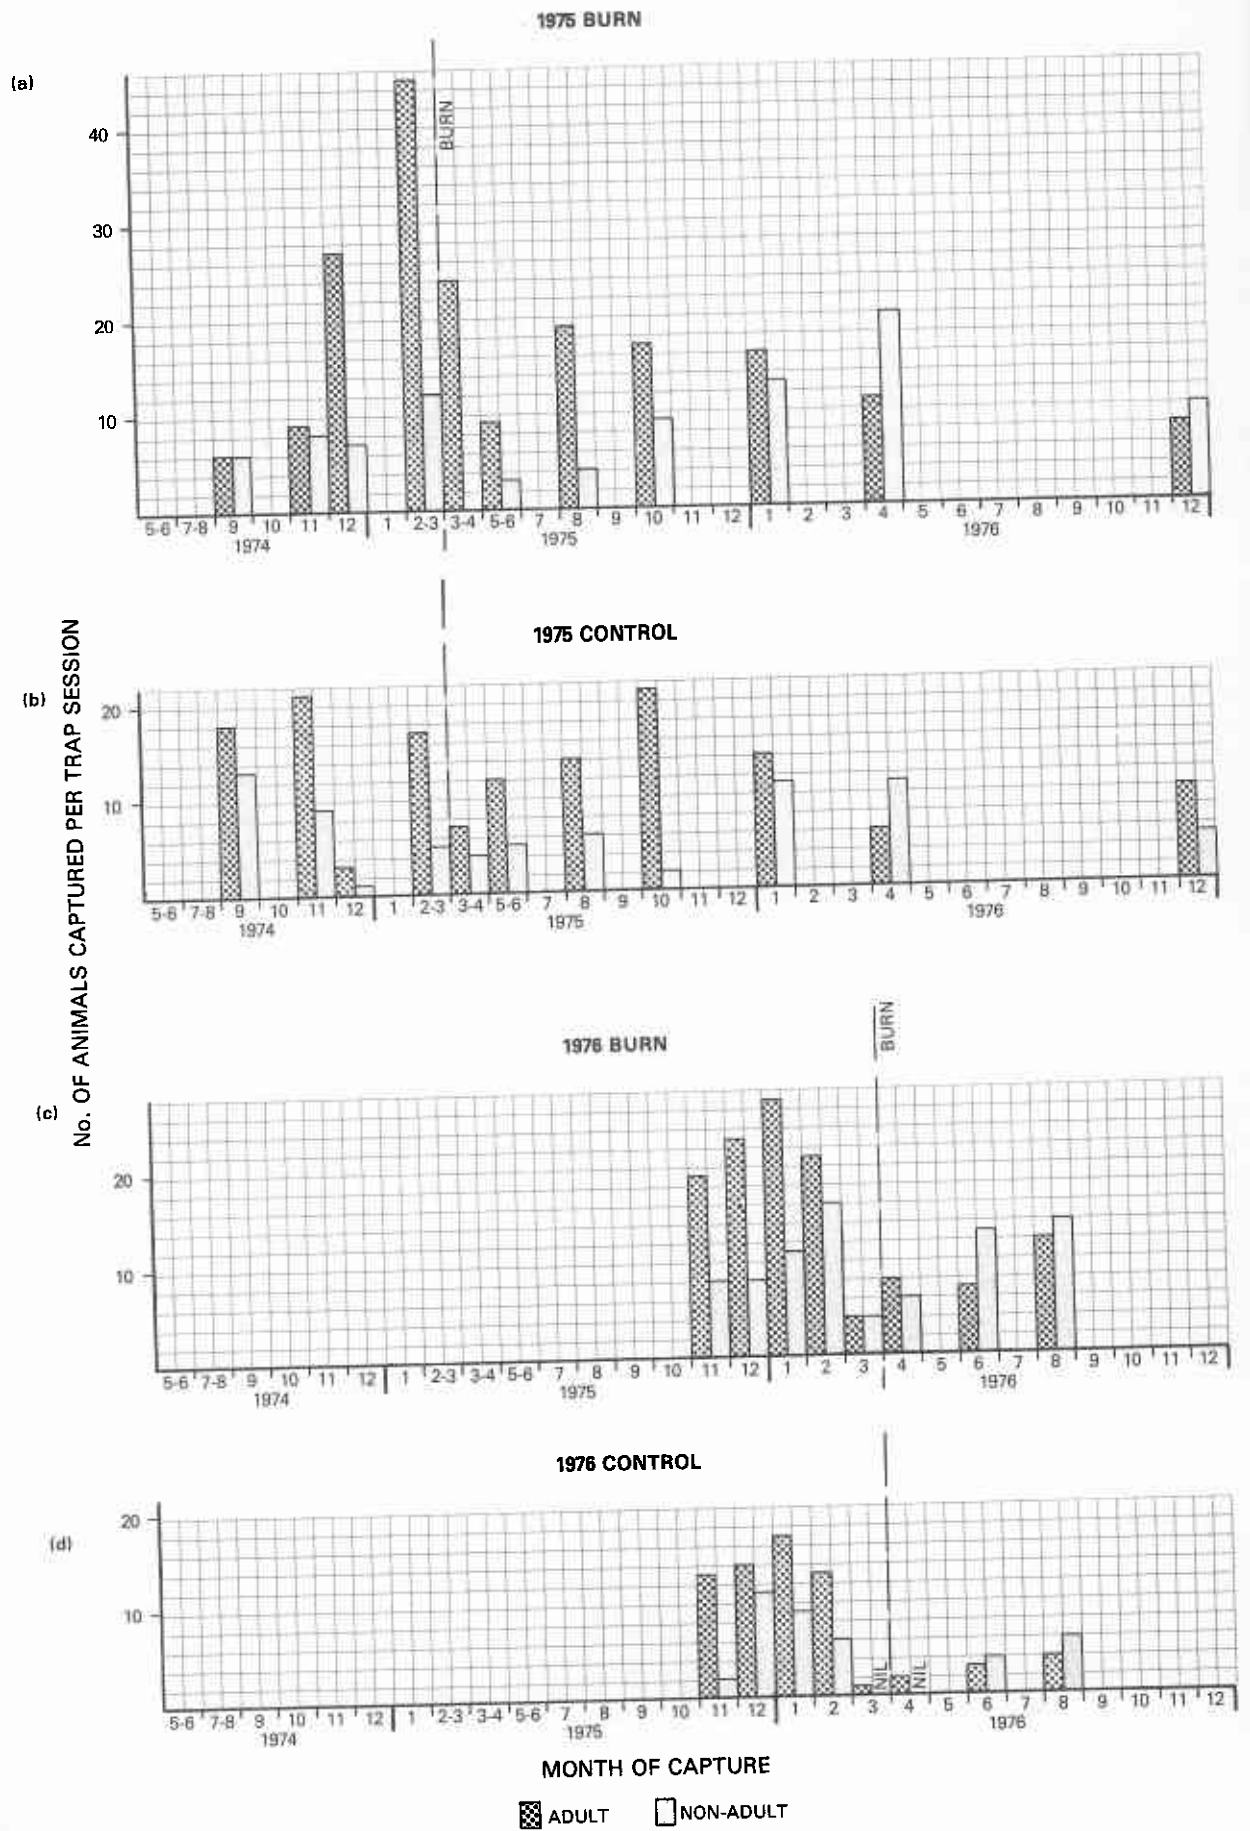 1975 BURN
(a)
BURN
40
30
20
10
5-6 7-8 9 10 11 12 1 2-3 3-4 5-6 7 8 9 10 11 12 1 2 3 4 5 6 7 8 9 10 11 12
1974 1975 1976
1975 CONTROL
(b)
20
10
5-6 7-8 9 10 11 12 1 2-3 3-4 5-6 7 8 9 10 11 12 1 2 3 4 5 6 7 8 9 10 11 12
1974 1975 1976
No. OF ANIMALS CAPTURED PER TRAP SESSION
1976 BURN
BURN
(c)
20
10
5-6 7-8 9 10 11 12 1 2-3 3-4 5-6 7 8 9 10 11 12 1 2 3 4 5 6 7 8 9 10 11 12
1974 1975 1976
1976 CONTROL
(d)
20
10
NIL NIL
5-6 7-8 9 10 11 12 1 2-3 3-4 5-6 7 8 9 10 11 12 1 2 3 4 5 6 7 8 9 10 11 12
1974 1975 1976
MONTH OF CAPTURE
ADULT NON-ADULT